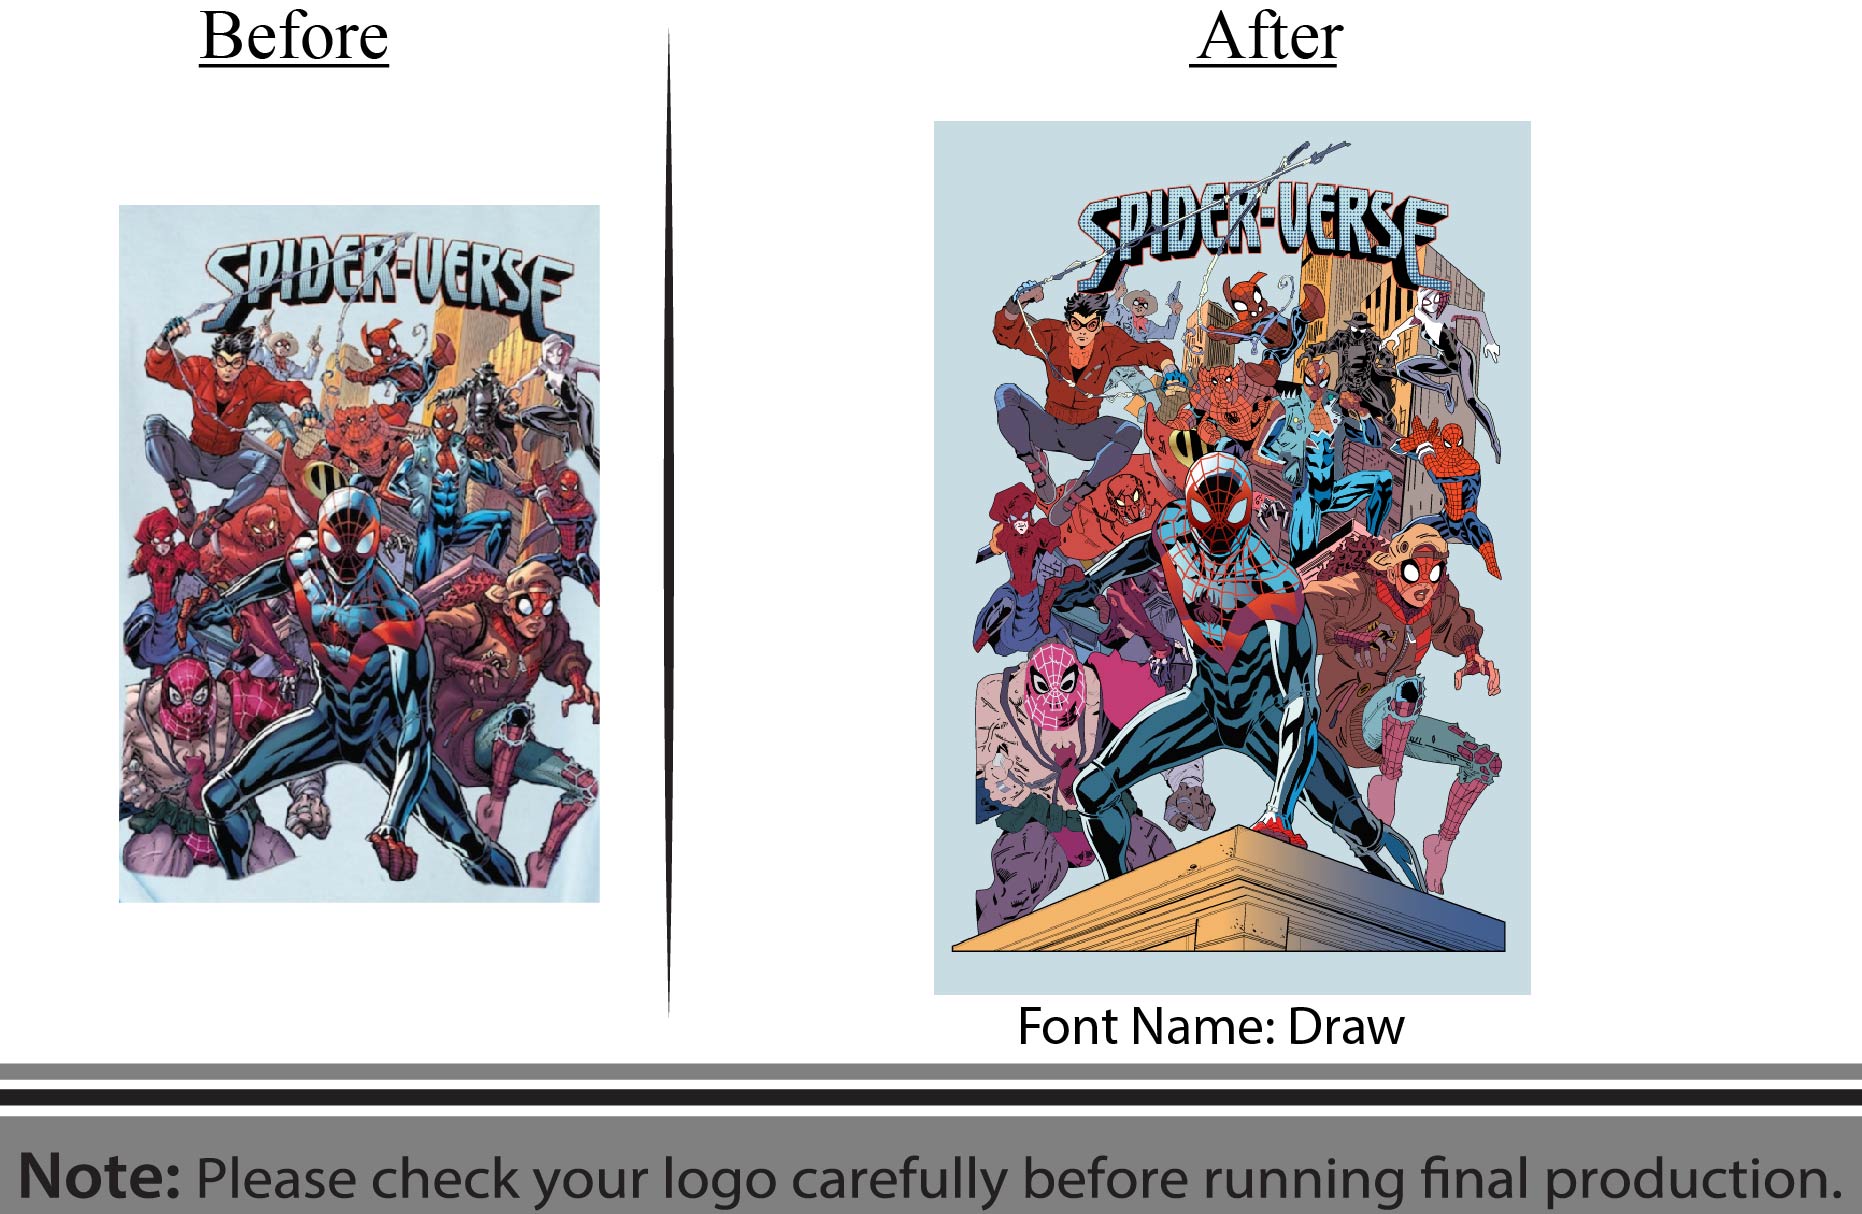 Before
After
SPIDER-VERSE
SPIDER-VERSE
Font Name: Draw
Note: Please check your logo carefully before running final production.